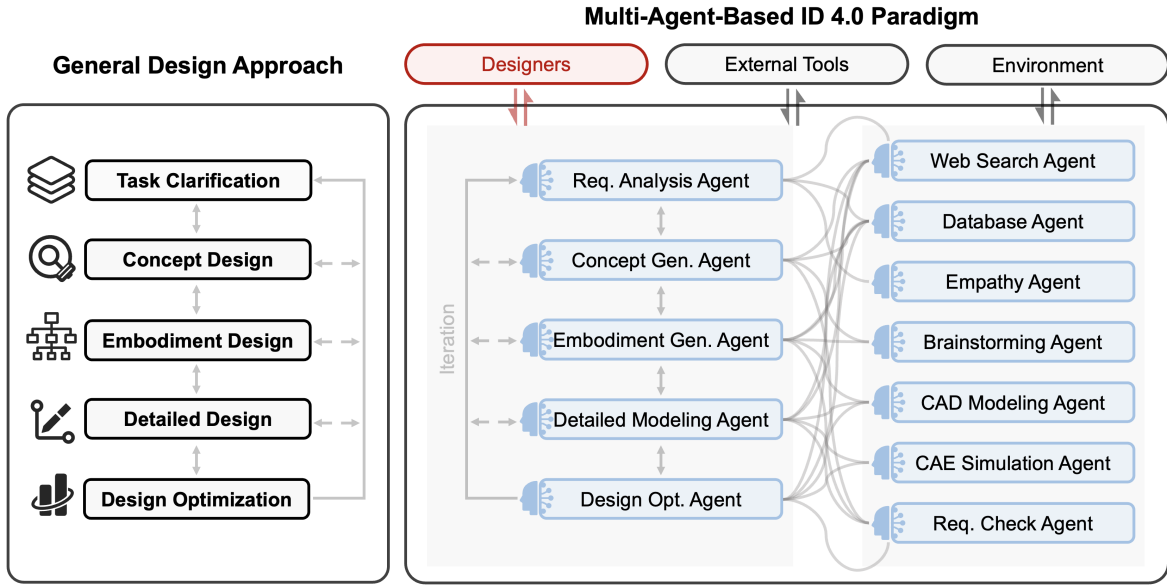 Multi-Agent-Based ID 4.0 Paradigm
General Design Approach
Designers
External Tools
Environment
Task Clarification
Concept Design
Embodiment Design
Detailed Design
Design Optimization
Iteration
Req. Analysis Agent
Concept Gen. Agent
Embodiment Gen. Agent
Detailed Modeling Agent
Design Opt. Agent
Web Search Agent
Database Agent
Empathy Agent
Brainstorming Agent
CAD Modeling Agent
CAE Simulation Agent
Req. Check Agent